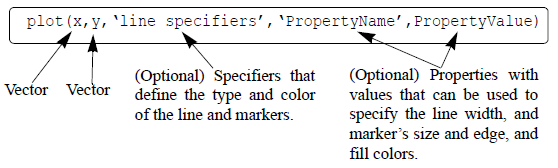 plot(x,y,‘line specifiers’,‘PropertyName’,PropertyValue)
Vector
Vector
(Optional) Specifiers that
define the type and color
of the line and markers.
(Optional) Properties with
values that can be used to
specify the line width, and
marker’s size and edge, and
fill colors.